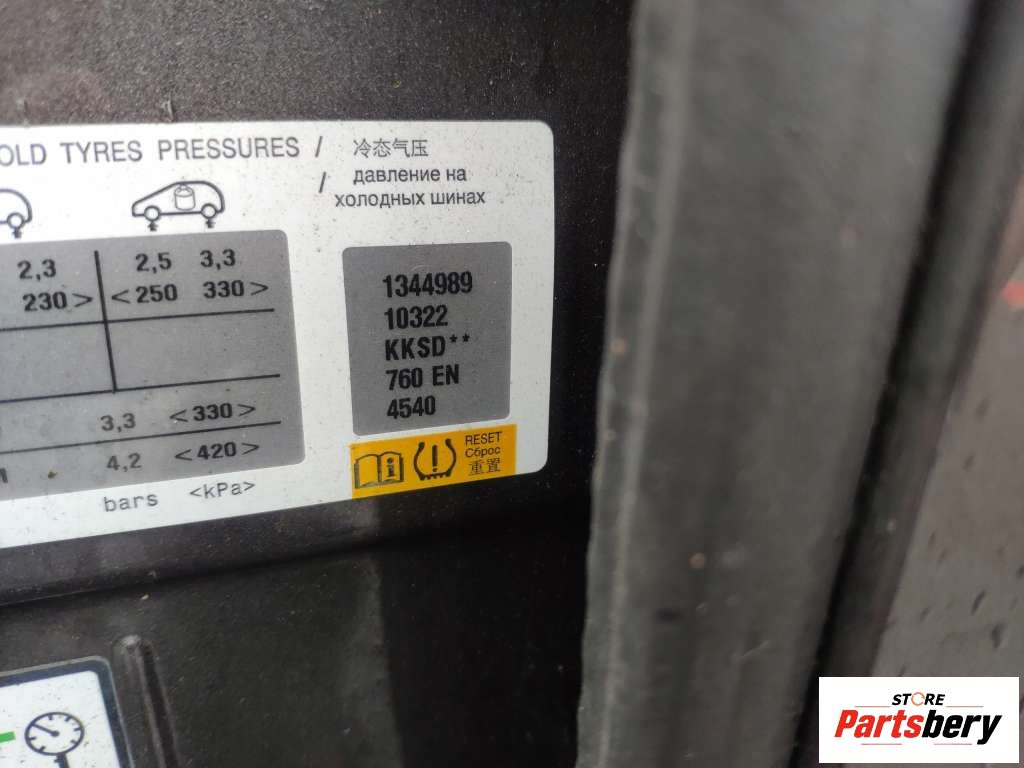 OLD TYRES PRESSURES / 冷态气压
/ давление на
холодных шинах
2,3 2,5 3,3
230> <250 330>
3,3 <330>
4,2 <420>
bars <kPa>
1344989
10322
KKSD**
760 EN
4540
RESET
Сброс
重置
STORE
Partsbery